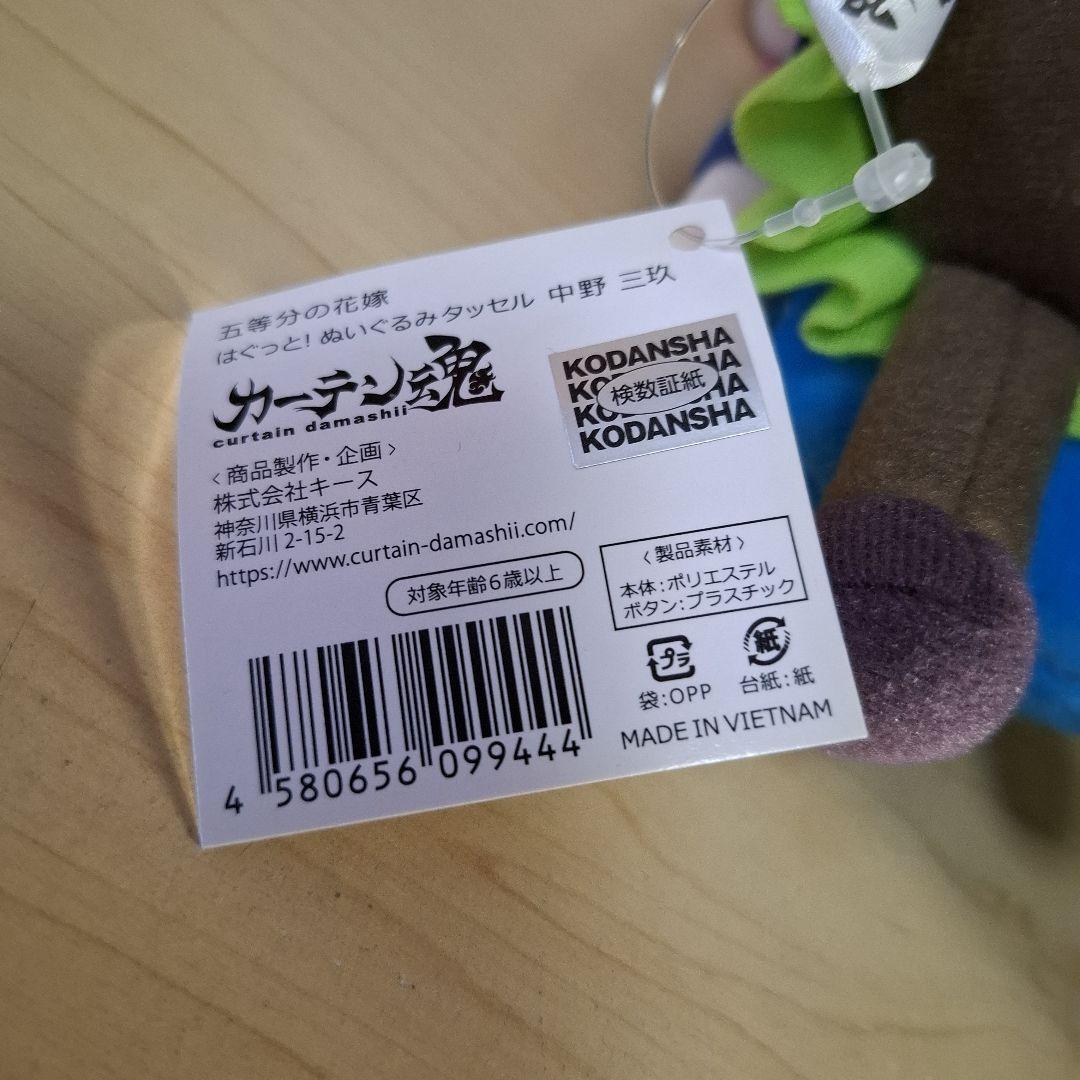 五等分の花嫁
はぐっと! ぬいぐるみタッセル 中野 三玖
カーテン魂
curtain damashii
KODANSHA
KODANSHA
KODANSHA
KODANSHA
検数証紙
〈商品製作・企画〉
株式会社キース
神奈川県横浜市青葉区
新石川 2-15-2
https://www.curtain-damashii.com/
対象年齢6歳以上
〈製品素材〉
本体:ポリエステル
ボタン:プラスチック
プラ
袋:OPP
紙
台紙:紙
MADE IN VIETNAM
4 580656 099444